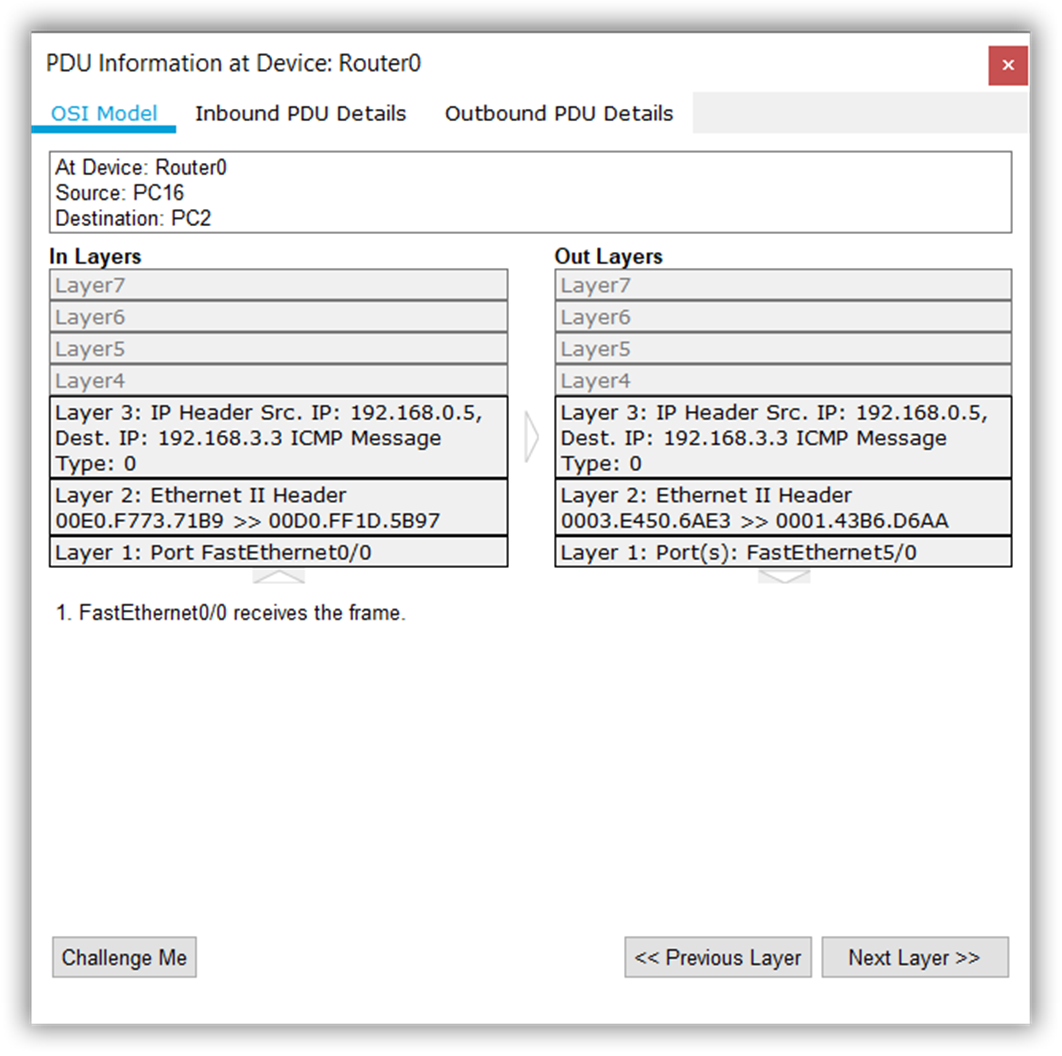 PDU Information at Device: Router0
×
OSI Model Inbound PDU Details Outbound PDU Details
At Device: Router0
Source: PC16
Destination: PC2
In Layers
Layer7
Layer6
Layer5
Layer4
Layer 3: IP Header Src. IP: 192.168.0.5,
Dest. IP: 192.168.3.3 ICMP Message
Type: 0
Layer 2: Ethernet II Header
00E0.F773.71B9 >> 00D0.FF1D.5B97
Layer 1: Port FastEthernet0/0
Out Layers
Layer7
Layer6
Layer5
Layer4
Layer 3: IP Header Src. IP: 192.168.0.5,
Dest. IP: 192.168.3.3 ICMP Message
Type: 0
Layer 2: Ethernet II Header
0003.E450.6AE3 >> 0001.43B6.D6AA
Layer 1: Port(s): FastEthernet5/0
1. FastEthernet0/0 receives the frame.
Challenge Me
<< Previous Layer
Next Layer >>